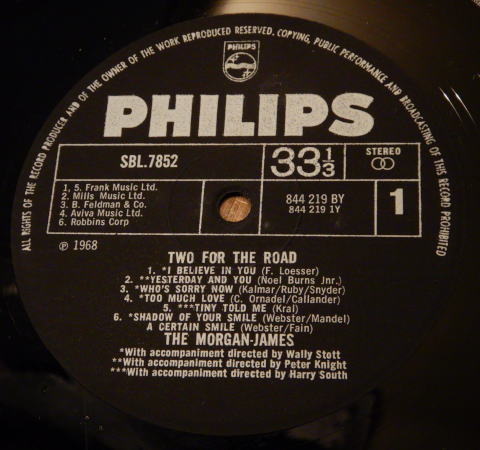 ALL RIGHTS OF THE RECORD PRODUCER AND OF THE OWNER OF THE WORK REPRODUCED RESERVED. COPYING, PUBLIC PERFORMANCE AND BROADCASTING OF THIS RECORD PROHIBITED
PHILIPS
PHILIPS
SBL.7852
33 1/3
STEREO
1, 5. Frank Music Ltd.
2. Mills Music Ltd.
3. B. Feldman & Co.
4. Aviva Music Ltd.
6. Robbins Corp
844 219 BY
844 219 1Y
1
℗ 1968
TWO FOR THE ROAD
1. *I BELIEVE IN YOU (F. Loesser)
2. **YESTERDAY AND YOU (Noel Burns Jnr.)
3. *WHO'S SORRY NOW (Kalmar/Ruby/Snyder)
4. *TOO MUCH LOVE (C. Ornadel/Callander)
5. ***TINY TOLD ME (Kral)
6. *SHADOW OF YOUR SMILE (Webster/Mandel)
A CERTAIN SMILE (Webster/Fain)
THE MORGAN-JAMES
*With accompaniment directed by Wally Stott
**With accompaniment directed by Peter Knight
***With accompaniment directed by Harry South